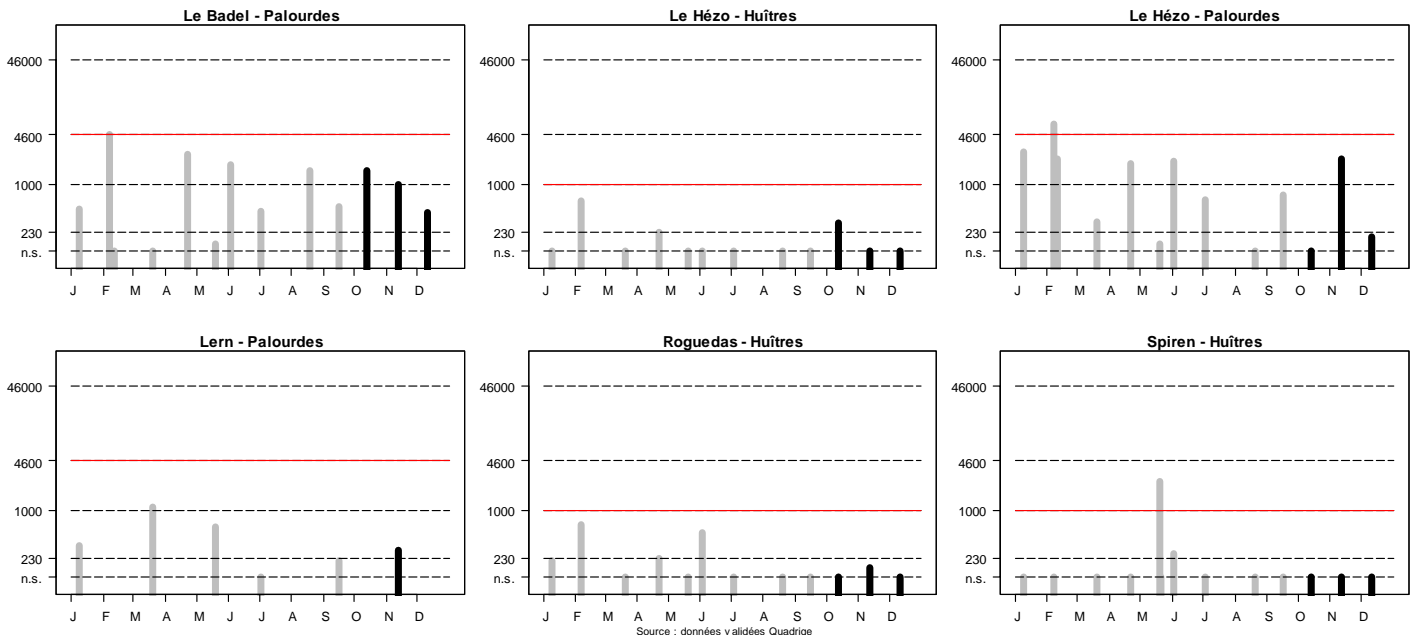 Le Badel - Palourdes
46000
4600
1000
230
n.s.
J F M A M J J A S O N D
Le Hézo - Huîtres
46000
4600
1000
230
n.s.
J F M A M J J A S O N D
Le Hézo - Palourdes
46000
4600
1000
230
n.s.
J F M A M J J A S O N D
Lern - Palourdes
46000
4600
1000
230
n.s.
J F M A M J J A S O N D
Roguedas - Huîtres
46000
4600
1000
230
n.s.
J F M A M J J A S O N D
Spiren - Huîtres
46000
4600
1000
230
n.s.
J F M A M J J A S O N D
Source : données validées Quadrige